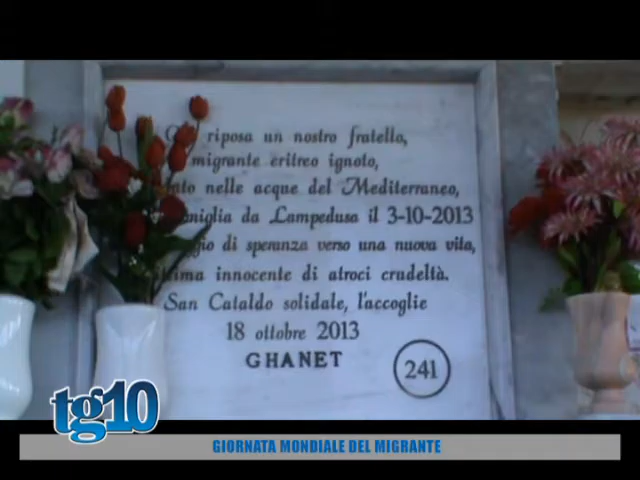 riposa un nostro fratello,
migrante eritreo ignoto,
nelle acque del Mediterraneo,
da Lampedusa il 3-10-2013
di speranza verso una nuova vita,
innocente di atroci crudeltà.
San Cataldo solidale, l'accoglie
18 ottobre 2013
GHANET
241
tg10
GIORNATA MONDIALE DEL MIGRANTE